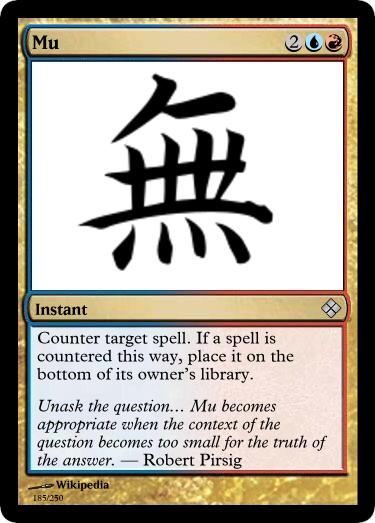 Mu 2
無
Instant
Counter target spell. If a spell is
countered this way, place it on the
bottom of its owner's library.
Unask the question... Mu becomes
appropriate when the context of the
question becomes too small for the truth of
the answer. — Robert Pirsig
Wikipedia
185/250